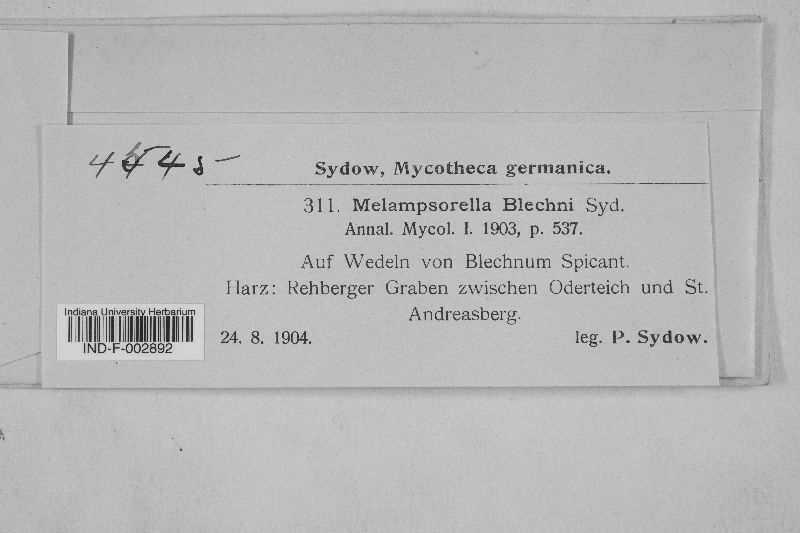 Sydow, Mycotheca germanica.
311. Melampsorella Blechni Syd.
Annal. Mycol. I. 1903, p. 537.
Auf Wedeln von Blechnum Spicant.
Harz: Rehberger Graben zwischen Oderteich und St.
Andreasberg.
24. 8. 1904. leg. P. Sydow.
Indiana University Herbarium
IND-F-002892